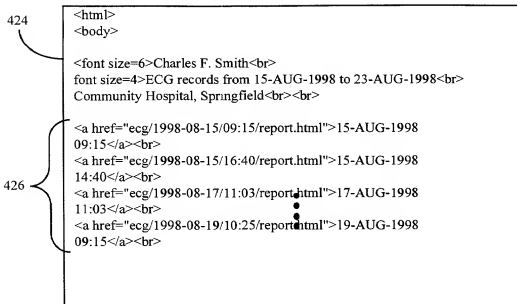 424
<html>
<body>
<font size=6>Charles F. Smith<br>
font size=4>ECG records from 15-AUG-1998 to 23-AUG-1998<br>
Community Hospital, Springfield<br><br>
<a href="ecg/1998-08-15/09:15/report.html">15-AUG-1998
09:15</a><br>
<a href="ecg/1998-08-15/16:40/report.html">15-AUG-1998
14:40</a><br>
426
<a href="ecg/1998-08-17/11:03/report.html">17-AUG-1998
11:03</a><br>
<a href="ecg/1998-08-19/10:25/report.html">19-AUG-1998
09:15</a><br>